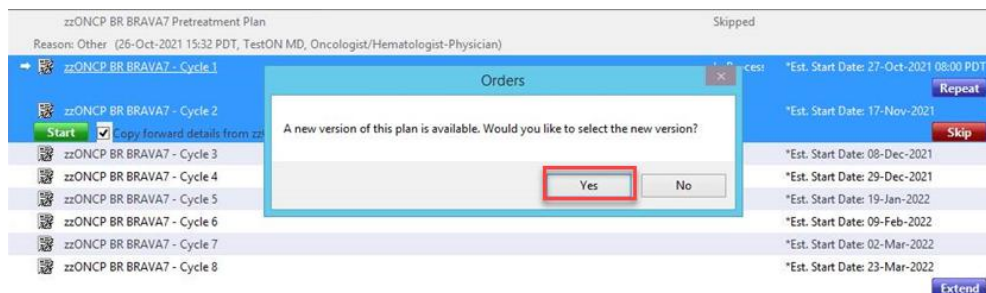 zzONCP BR BRAVA7 Pretreatment Plan Skipped
Reason: Other (26-Oct-2021 15:32 PDT, TestON MD, Oncologist/Hematologist-Physician)
zzONCP BR BRAVA7 - Cycle 1 *Est. Start Date: 27-Oct-2021 08:00 PDT
Repeat
Orders
zzONCP BR BRAVA7 - Cycle 2 *Est. Start Date: 17-Nov-2021
Start Copy forward details from Skip
A new version of this plan is available. Would you like to select the new version?
Yes No
zzONCP BR BRAVA7 - Cycle 3 *Est. Start Date: 08-Dec-2021
zzONCP BR BRAVA7 - Cycle 4 *Est. Start Date: 29-Dec-2021
zzONCP BR BRAVA7 - Cycle 5 *Est. Start Date: 19-Jan-2022
zzONCP BR BRAVA7 - Cycle 6 *Est. Start Date: 09-Feb-2022
zzONCP BR BRAVA7 - Cycle 7 *Est. Start Date: 02-Mar-2022
zzONCP BR BRAVA7 - Cycle 8 *Est. Start Date: 23-Mar-2022
Extend